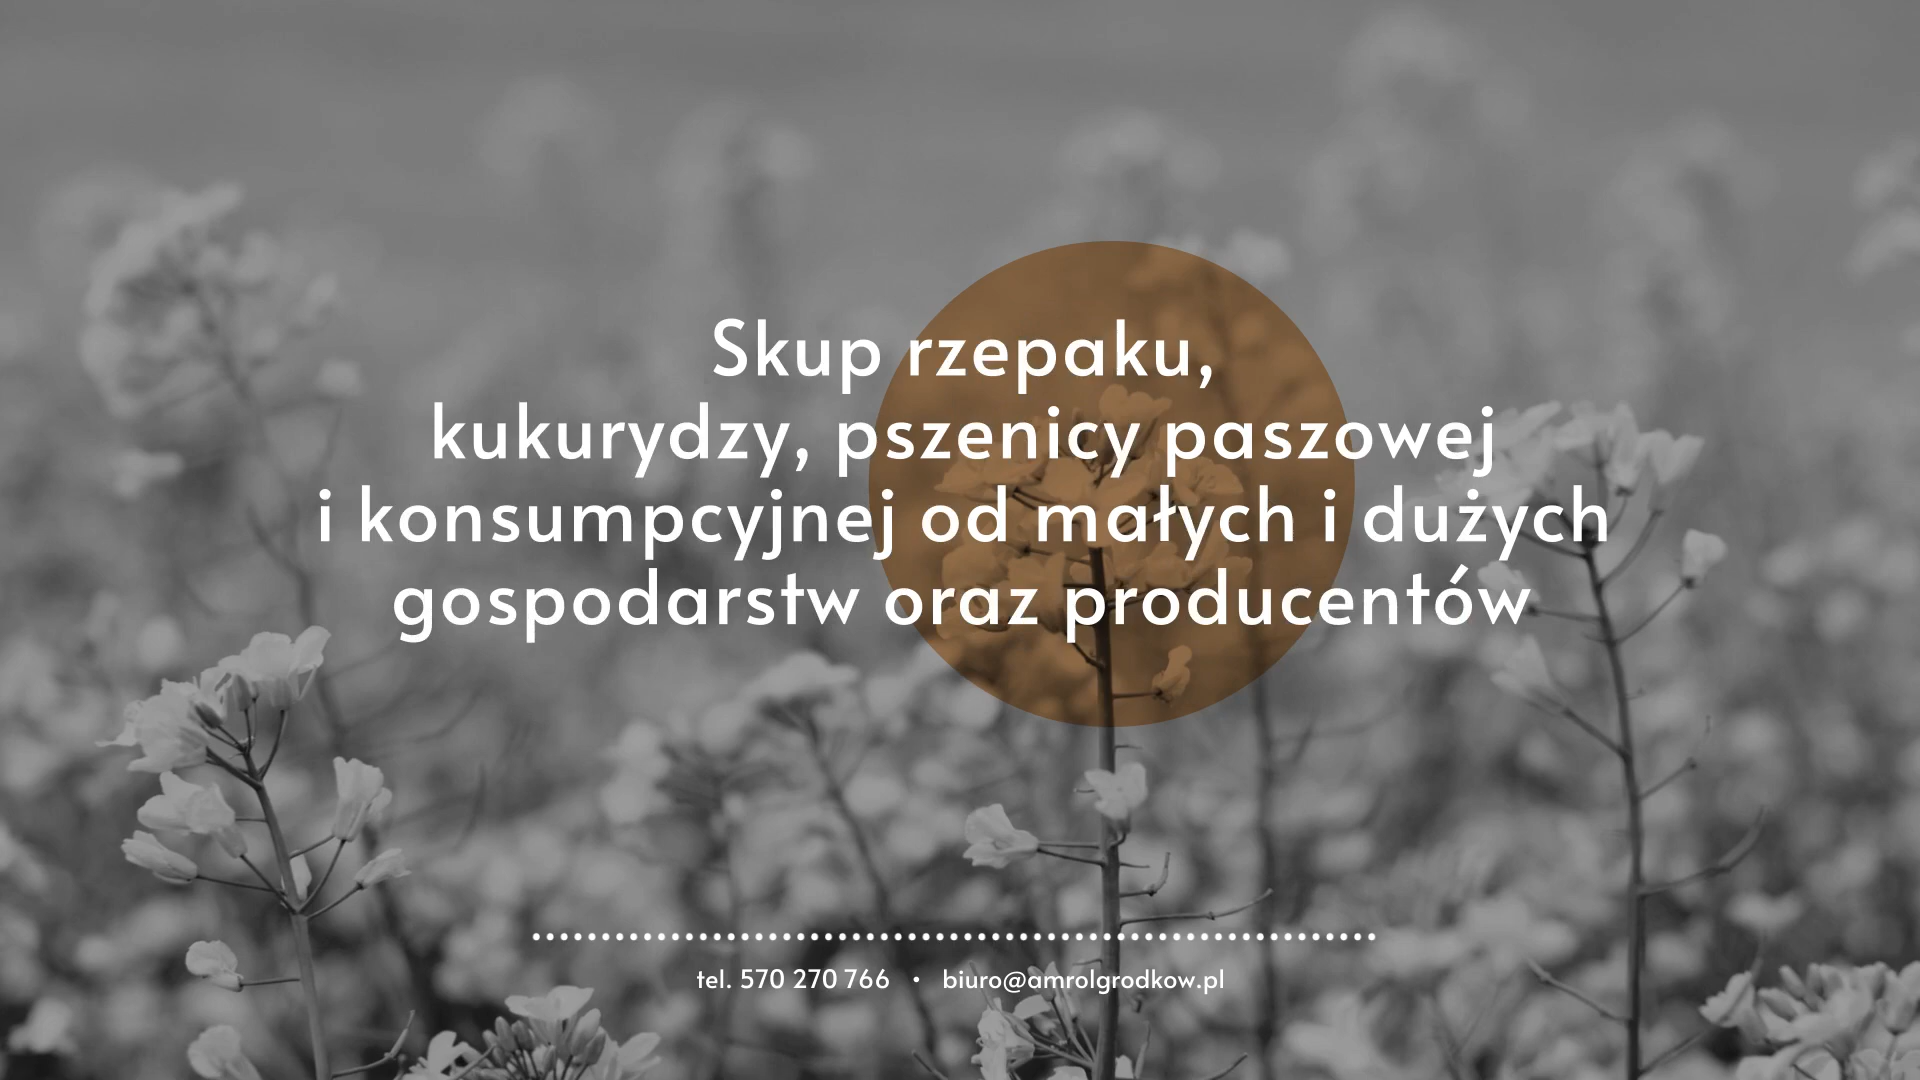 Skup rzepaku,
kukurydzy, pszenicy paszowej
i konsumpcyjnej od małych i dużych
gospodarstw oraz producentów
tel. 570 270 766 • biuro@amrolgrodkow.pl